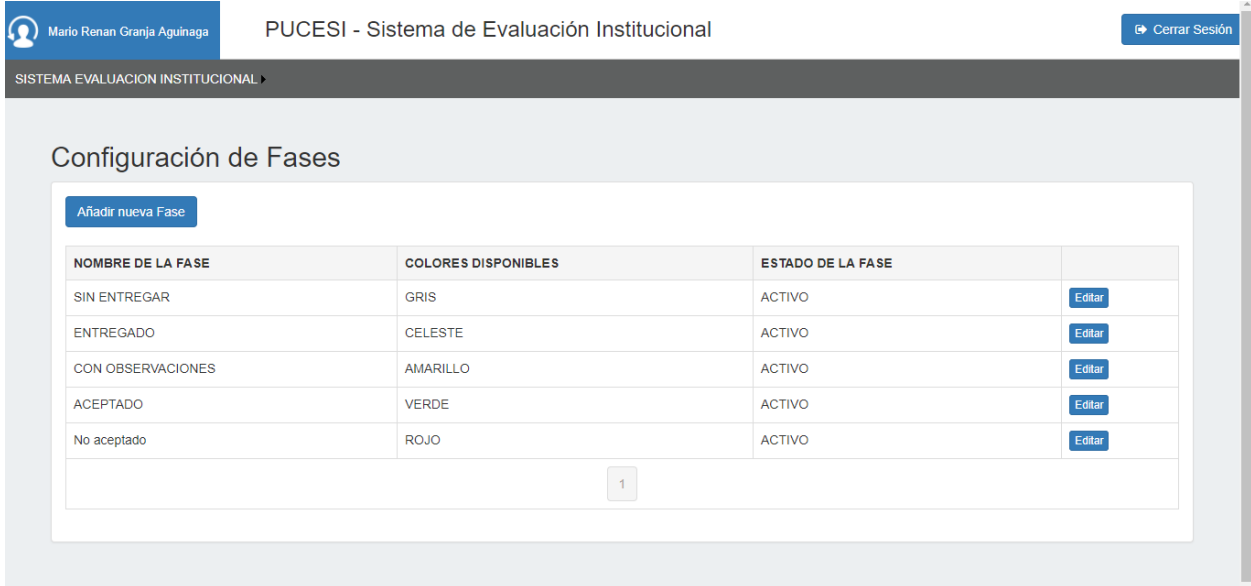 Mario Renan Granja Aguinaga PUCESI - Sistema de Evaluación Institucional Cerrar Sesión
SISTEMA EVALUACION INSTITUCIONAL
Configuración de Fases
Añadir nueva Fase
NOMBRE DE LA FASE COLORES DISPONIBLES ESTADO DE LA FASE
SIN ENTREGAR GRIS ACTIVO Editar
ENTREGADO CELESTE ACTIVO Editar
CON OBSERVACIONES AMARILLO ACTIVO Editar
ACEPTADO VERDE ACTIVO Editar
No aceptado ROJO ACTIVO Editar
1